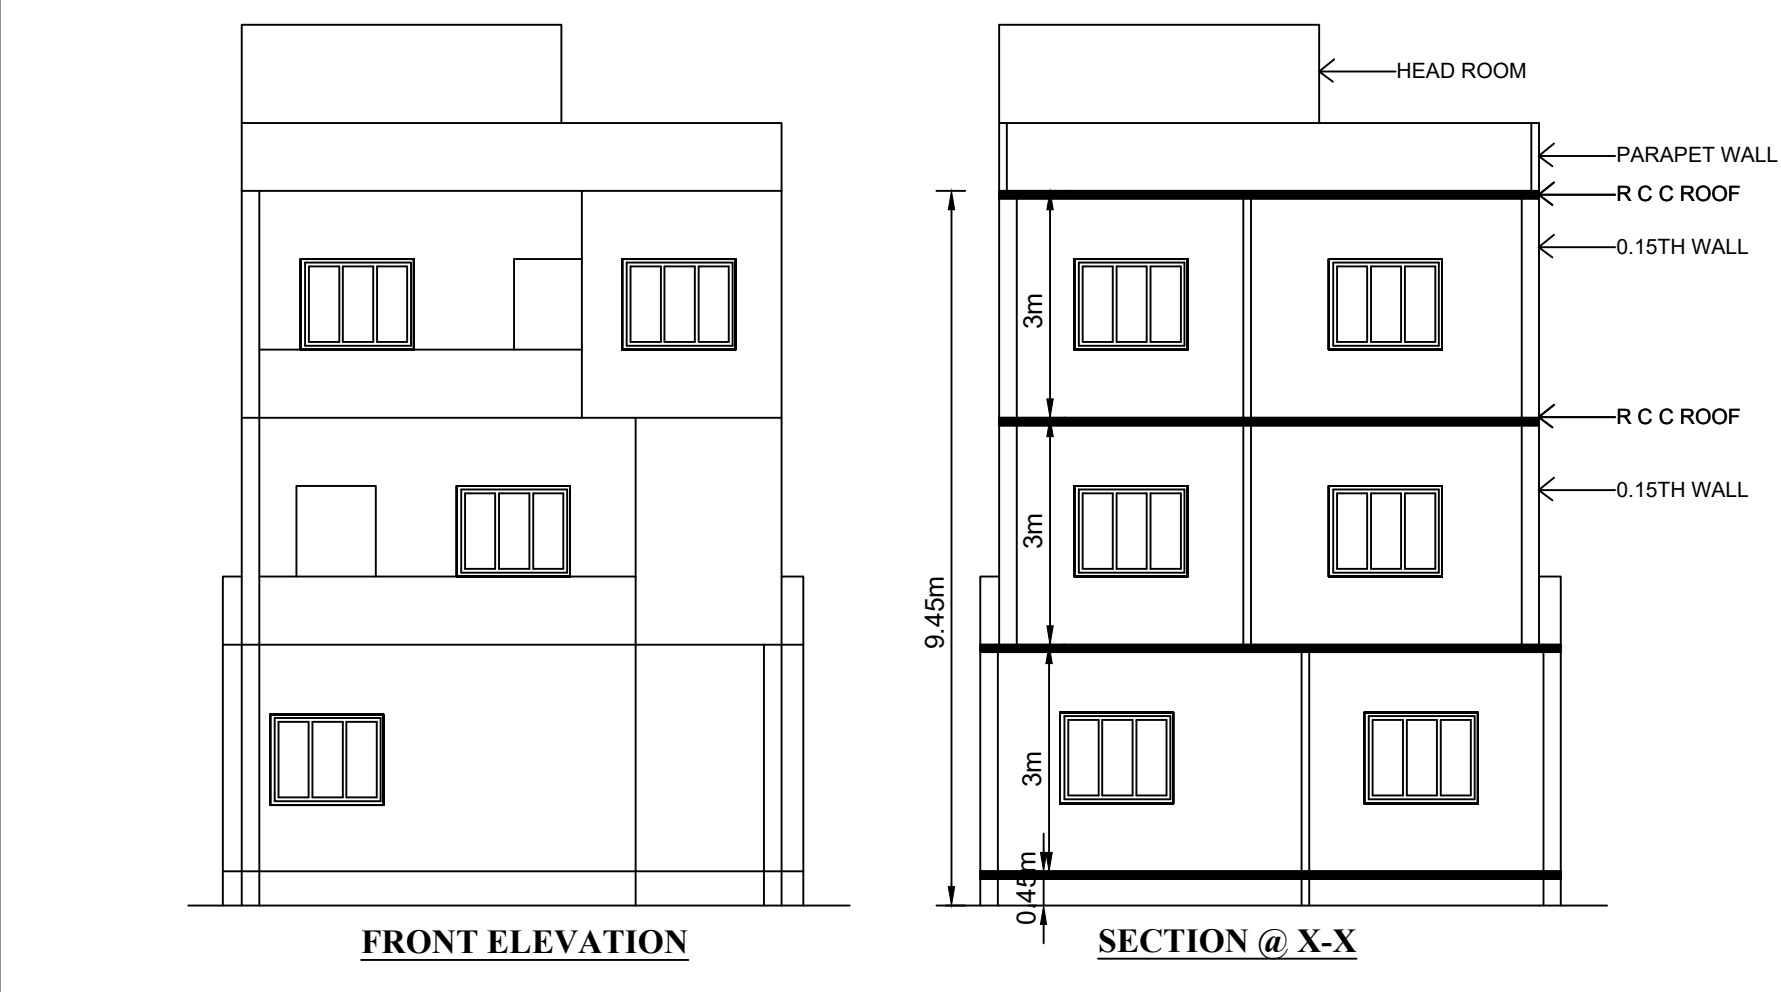 HEAD ROOM
PARAPET WALL
R C C ROOF
0.15TH WALL
3m
R C C ROOF
0.15TH WALL
3m
9.45m
3m
0.45m
FRONT ELEVATION
SECTION @ X-X